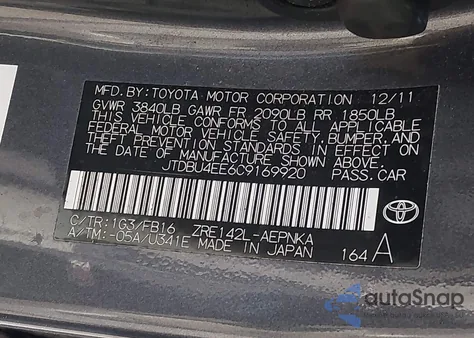 MFD. BY: TOYOTA MOTOR CORPORATION 12/11
GVWR 3840LB GAWR FR 2090LB RR 1850LB
THIS VEHICLE CONFORMS TO ALL APPLICABLE
FEDERAL MOTOR VEHICLE SAFETY, BUMPER, AND
THEFT PREVENTION STANDARDS IN EFFECT ON
THE DATE OF MANUFACTURE SHOWN ABOVE.
JTDBU4EE6C9169920 PASS.CAR
C/TR:1G3/FB16 ZRE142L-AEPNKA
A/TM:-05A/U341E MADE IN JAPAN 164 A
TOYOTA
autoSnap